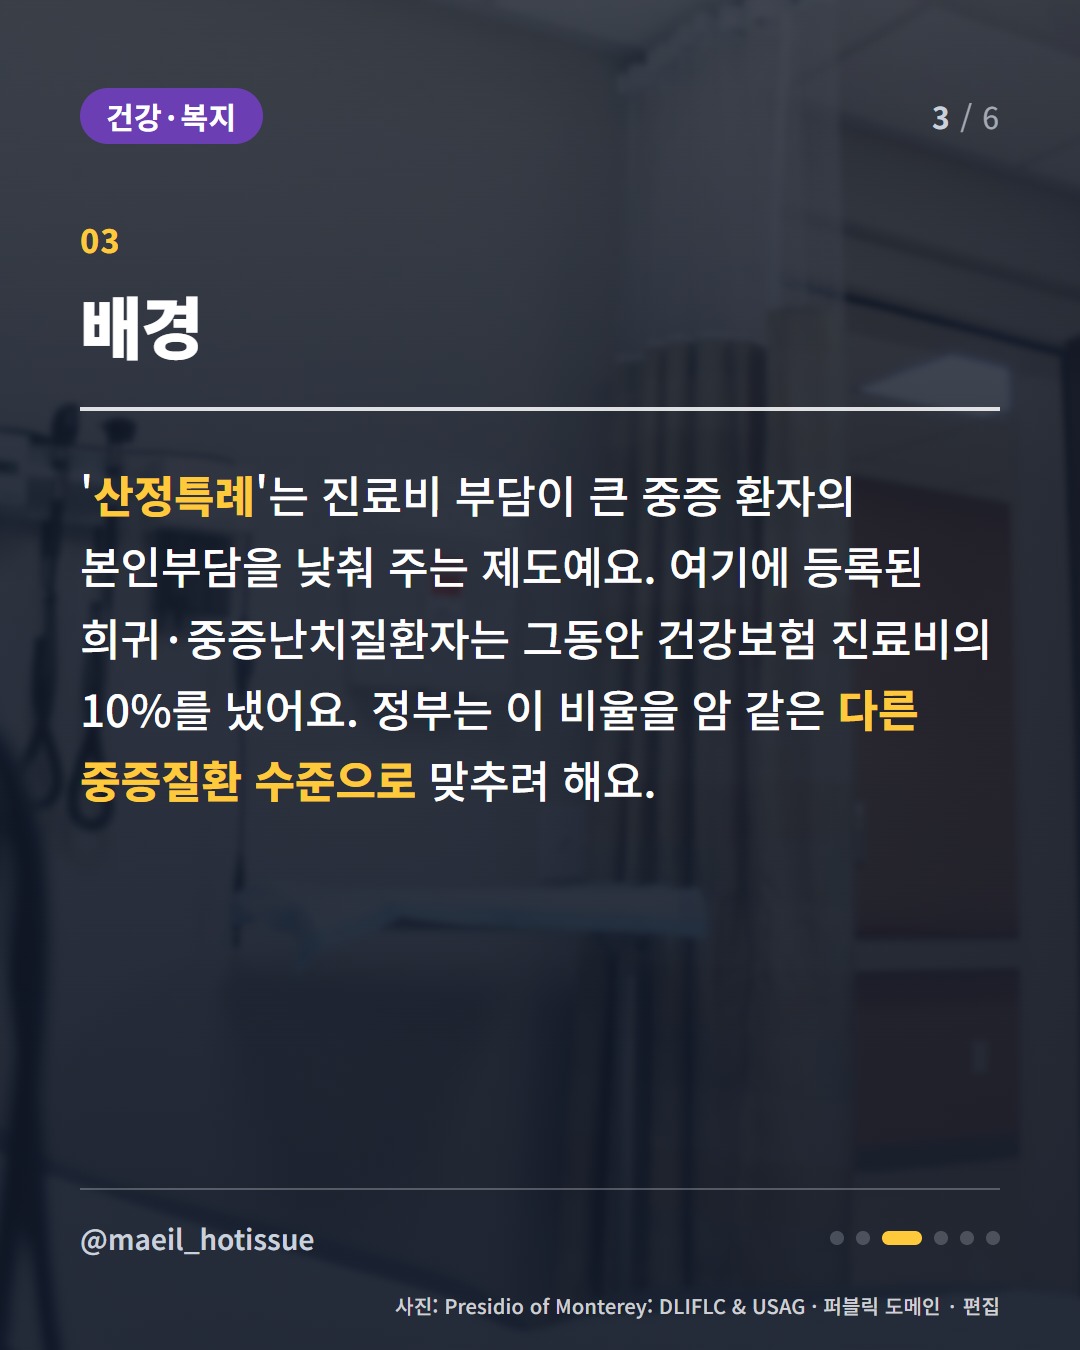 건강·복지
3 / 6
03
배경
'산정특례'는 진료비 부담이 큰 중증 환자의
본인부담을 낮춰 주는 제도예요. 여기에 등록된
희귀·중증난치질환자는 그동안 건강보험 진료비의
10%를 냈어요. 정부는 이 비율을 암 같은 다른
중증질환 수준으로 맞추려 해요.
@maeil_hotissue
사진: Presidio of Monterey: DLIFLC & USAG · 퍼블릭 도메인 · 편집